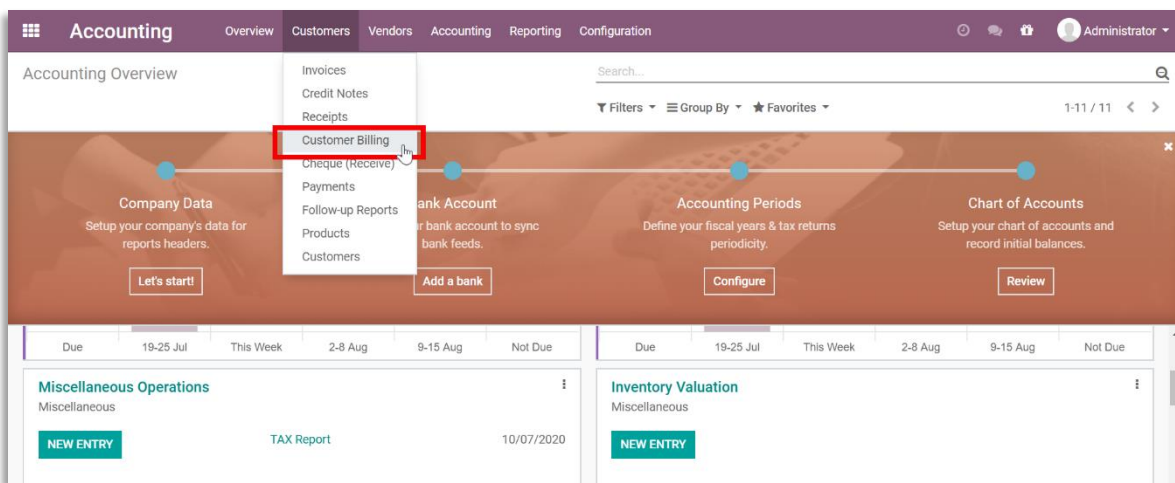 Accounting Overview Customers Vendors Accounting Reporting Configuration Administrator
Accounting Overview
Search...
Filters Group By Favorites 1-11 / 11
Invoices
Credit Notes
Receipts
Customer Billing
Cheque (Receive)
Payments
Follow-up Reports
Products
Customers
Company Data
Setup your company's data for
reports headers.
Let's start!
ank Account
r bank account to sync
bank feeds.
Add a bank
Accounting Periods
Define your fiscal years & tax returns
periodicity.
Configure
Chart of Accounts
Setup your chart of accounts and
record initial balances.
Review
Due 19-25 Jul This Week 2-8 Aug 9-15 Aug Not Due
Due 19-25 Jul This Week 2-8 Aug 9-15 Aug Not Due
Miscellaneous Operations
Miscellaneous
NEW ENTRY TAX Report 10/07/2020
Inventory Valuation
Miscellaneous
NEW ENTRY